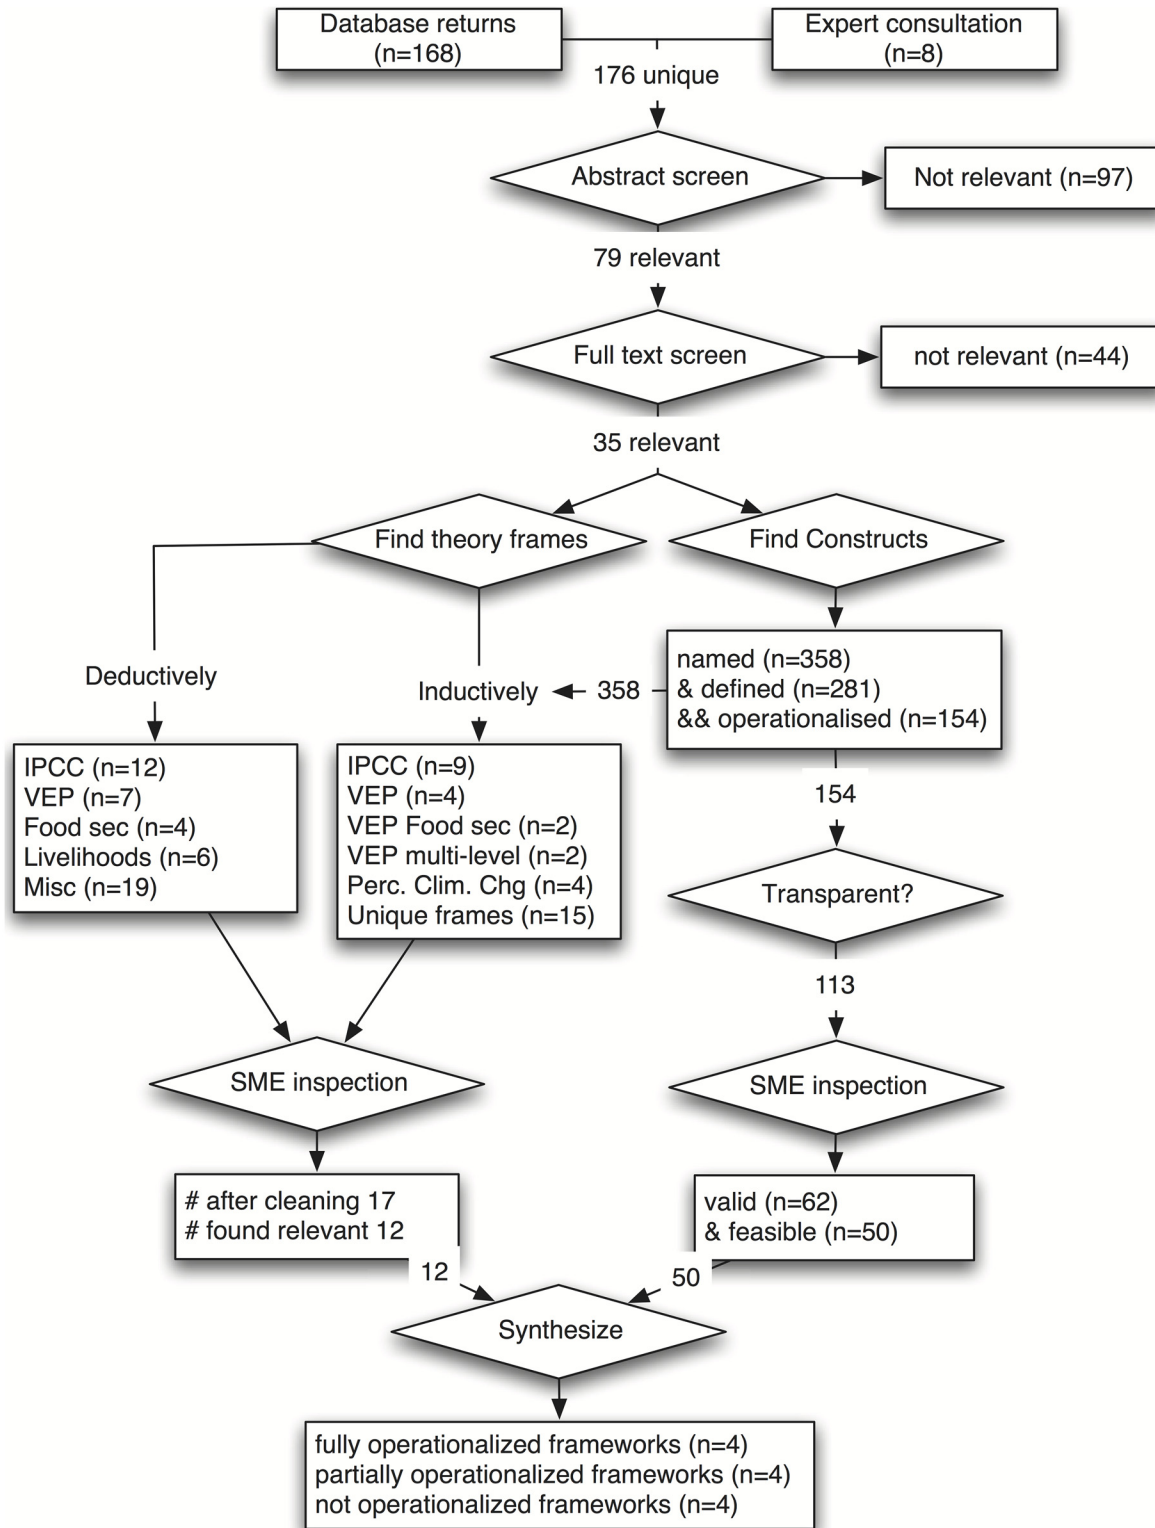 Database returns
(n=168)
Expert consultation
(n=8)
176 unique
Abstract screen
Not relevant (n=97)
79 relevant
Full text screen
not relevant (n=44)
35 relevant
Find theory frames
Find Constructs
Deductively
Inductively
358
named (n=358)
& defined (n=281)
&& operationalised (n=154)
IPCC (n=12)
VEP (n=7)
Food sec (n=4)
Livelihoods (n=6)
Misc (n=19)
IPCC (n=9)
VEP (n=4)
VEP Food sec (n=2)
VEP multi-level (n=2)
Perc. Clim. Chg (n=4)
Unique frames (n=15)
154
Transparent?
113
SME inspection
SME inspection
# after cleaning 17
# found relevant 12
valid (n=62)
& feasible (n=50)
12
50
Synthesize
fully operationalized frameworks (n=4)
partially operationalized frameworks (n=4)
not operationalized frameworks (n=4)